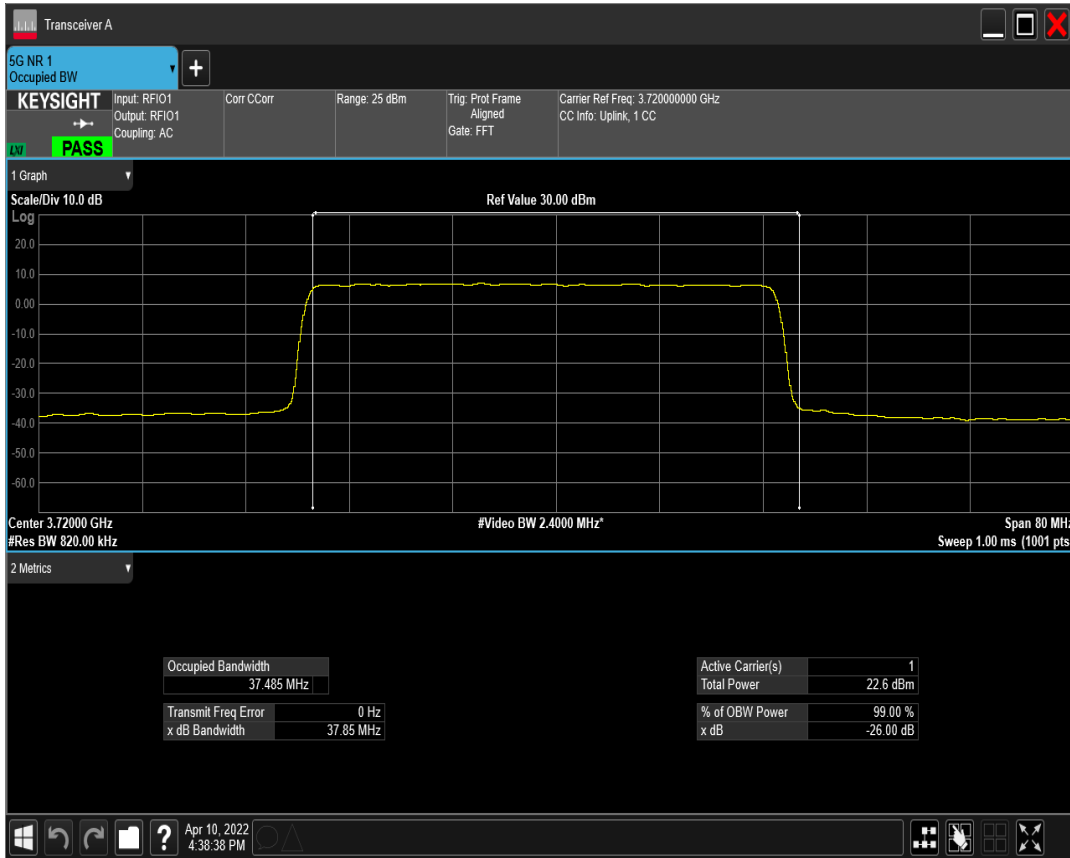 Transceiver A
5G NR 1
Occupied BW
KEYSIGHT
LXI
PASS
Input: RFIO1
Output: RFIO1
Coupling: AC
Corr CCorr
Range: 25 dBm
Trig: Prot Frame
Aligned
Gate: FFT
Carrier Ref Freq: 3.720000000 GHz
CC Info: Uplink, 1 CC
1 Graph
Scale/Div 10.0 dB
Ref Value 30.00 dBm
Log
20.0
10.0
0.00
-10.0
-20.0
-30.0
-40.0
-50.0
-60.0
Center 3.72000 GHz
#Video BW 2.4000 MHz*
Span 80 MHz
#Res BW 820.00 kHz
Sweep 1.00 ms (1001 pts
2 Metrics
Occupied Bandwidth
37.485 MHz
Transmit Freq Error 0 Hz
x dB Bandwidth 37.85 MHz
Active Carrier(s) 1
Total Power 22.6 dBm
% of OBW Power 99.00 %
x dB -26.00 dB
?
Apr 10, 2022
4:38:38 PM